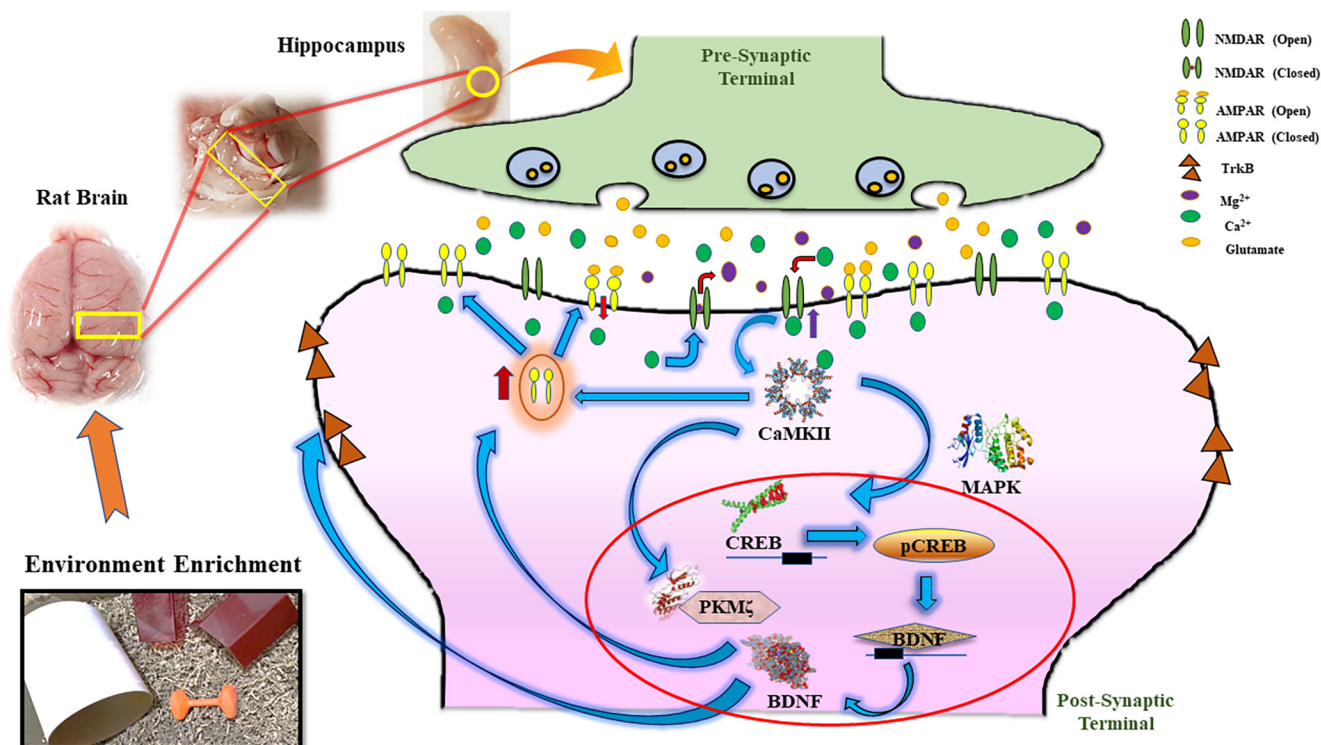 Hippocampus
Pre-Synaptic
Terminal
NMDAR (Open)
NMDAR (Closed)
AMPAR (Open)
AMPAR (Closed)
TrkB
Mg²⁺
Ca²⁺
Glutamate
Rat Brain
CaMKII
MAPK
CREB
pCREB
PKMζ
BDNF
BDNF
Environment Enrichment
Post-Synaptic
Terminal